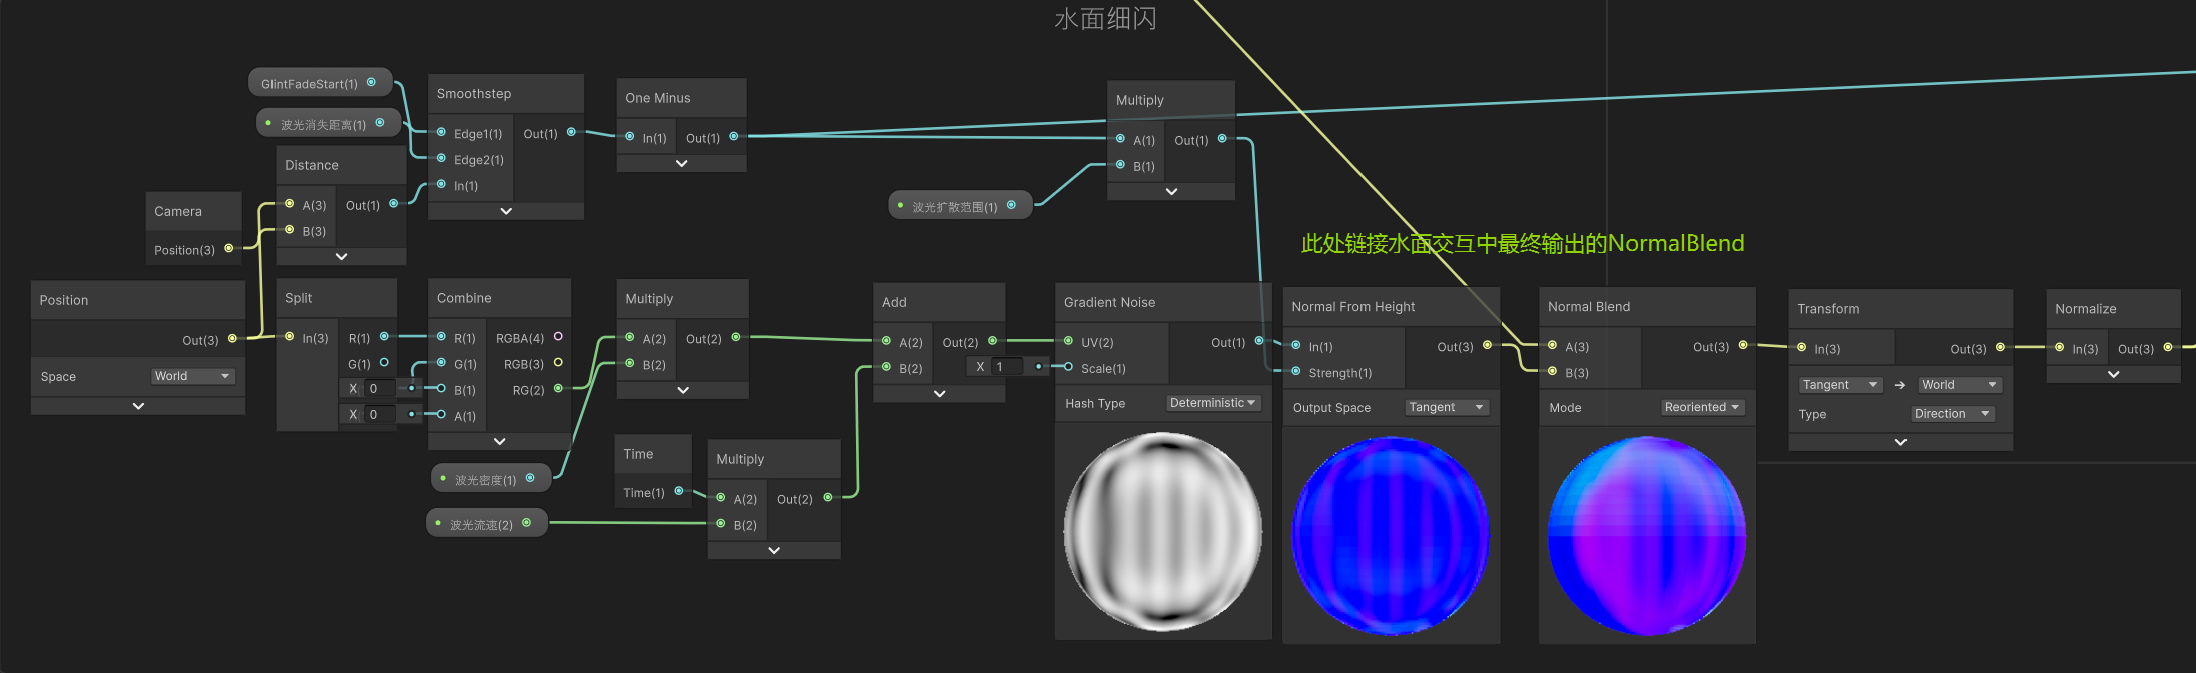 水面细闪
GlintFadeStart(1)
波光消失距离(1)
Smoothstep
Edge1(1)
Edge2(1)
In(1)
Out(1)
One Minus
In(1)
Out(1)
Multiply
A(1)
B(1)
Out(1)
波光扩散范围(1)
Distance
A(3)
B(3)
Out(1)
Camera
Position(3)
此处链接水面交互中最终输出的NormalBlend
Position
Out(3)
Space
World
Split
In(3)
R(1)
G(1)
X 0
X 0
Combine
R(1)
G(1)
B(1)
A(1)
RGBA(4)
RGB(3)
RG(2)
Multiply
A(2)
B(2)
Out(2)
波光密度(1)
波光流速(2)
Time
Time(1)
Multiply
A(2)
B(2)
Out(2)
Add
A(2)
B(2)
Out(2)
X 1
Gradient Noise
UV(2)
Scale(1)
Out(1)
Hash Type
Deterministic
Normal From Height
In(1)
Strength(1)
Out(3)
Output Space
Tangent
Normal Blend
A(3)
B(3)
Out(3)
Mode
Reoriented
Transform
In(3)
Out(3)
Tangent
World
Type
Direction
Normalize
In(3)
Out(3)